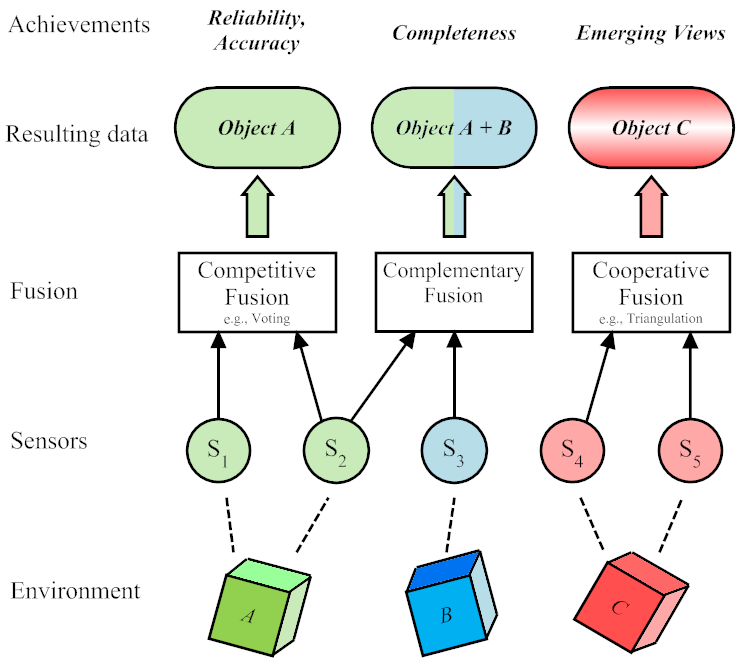 Achievements
Reliability,
Accuracy
Completeness
Emerging Views
Resulting data
Object A
Object A + B
Object C
Fusion
Competitive
Fusion
e.g., Voting
Complementary
Fusion
Cooperative
Fusion
e.g., Triangulation
Sensors
S1
S2
S3
S4
S5
Environment
A
B
C